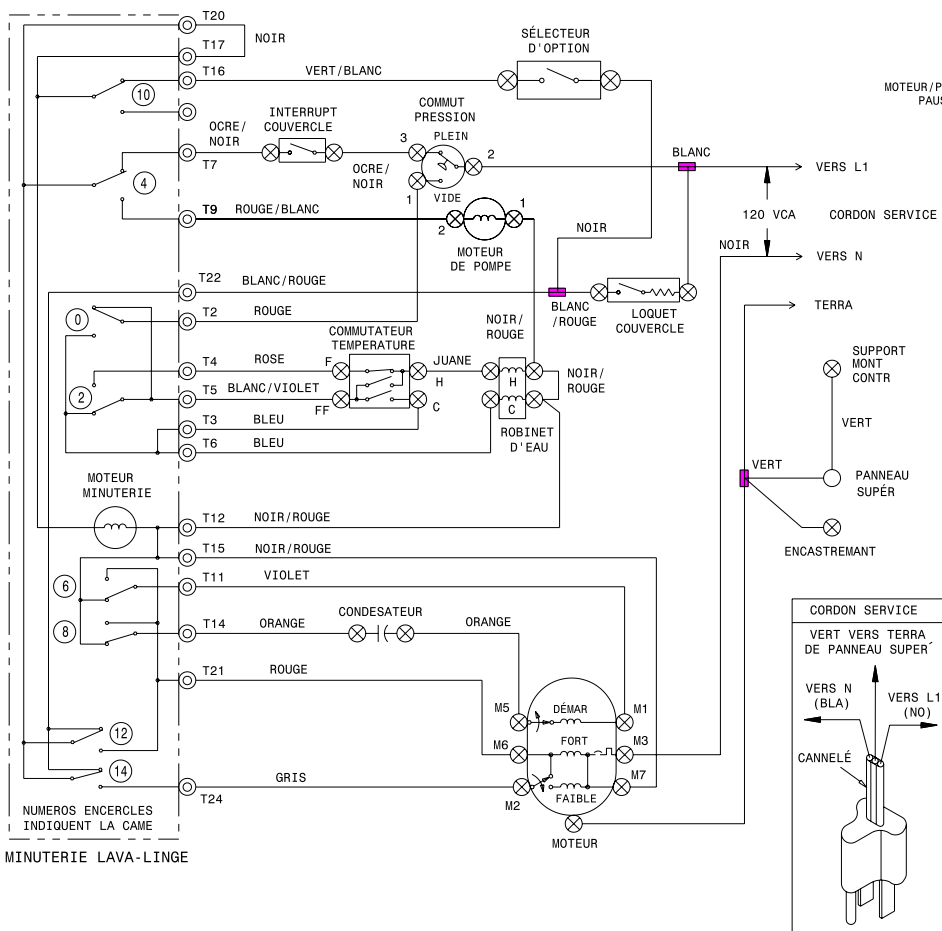 T20
NOIR
T17
T16
VERT/BLANC
SÉLECTEUR
D'OPTION
MOTEUR/P
PAUS
10
INTERRUPT
COUVERCLE
COMMUT
PRESSION
OCRE/
NOIR
T7
3
PLEIN
2
BLANC
VERS L1
4
OCRE/
NOIR
1
VIDE
120 VCA
CORDON SERVICE
T9
ROUGE/BLANC
2
1
MOTEUR
DE POMPE
NOIR
NOIR
VERS N
T22
BLANC/ROUGE
BLANC
/ROUGE
LOQUET
COUVERCLE
TERRA
0
T2
ROUGE
NOIR/
ROUGE
COMMUTATEUR
TEMPERATURE
SUPPORT
MONT
CONTR
T4
ROSE
F
JUANE
H
H
NOIR/
ROUGE
2
T5
BLANC/VIOLET
FF
C
C
T3
BLEU
VERT
T6
BLEU
ROBINET
D'EAU
MOTEUR
MINUTERIE
VERT
PANNEAU
SUPÉR
T12
NOIR/ROUGE
T15
NOIR/ROUGE
ENCASTREMANT
6
T11
VIOLET
8
T14
ORANGE
CONDESATEUR
ORANGE
T21
ROUGE
CORDON SERVICE
VERT VERS TERRA
DE PANNEAU SUPER´
VERS N
(BLA)
VERS L1
(NO)
CANNELÉ
M5
DÉMAR
M1
M6
FORT
M3
M7
M2
FAIBLE
MOTEUR
12
14
GRIS
T24
NUMEROS ENCERCLES
INDIQUENT LA CAME
MINUTERIE LAVA-LINGE